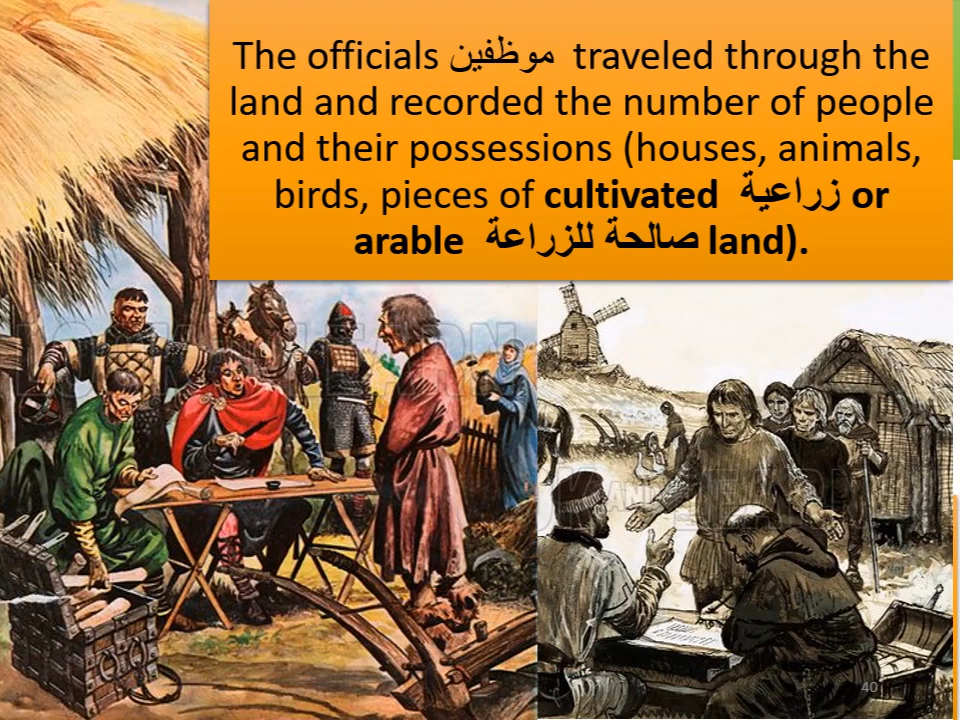 The officials موظفين traveled through the
land and recorded the number of people
and their possessions (houses, animals,
birds, pieces of cultivated زراعية or
arable صالحة للزراعة land).
40